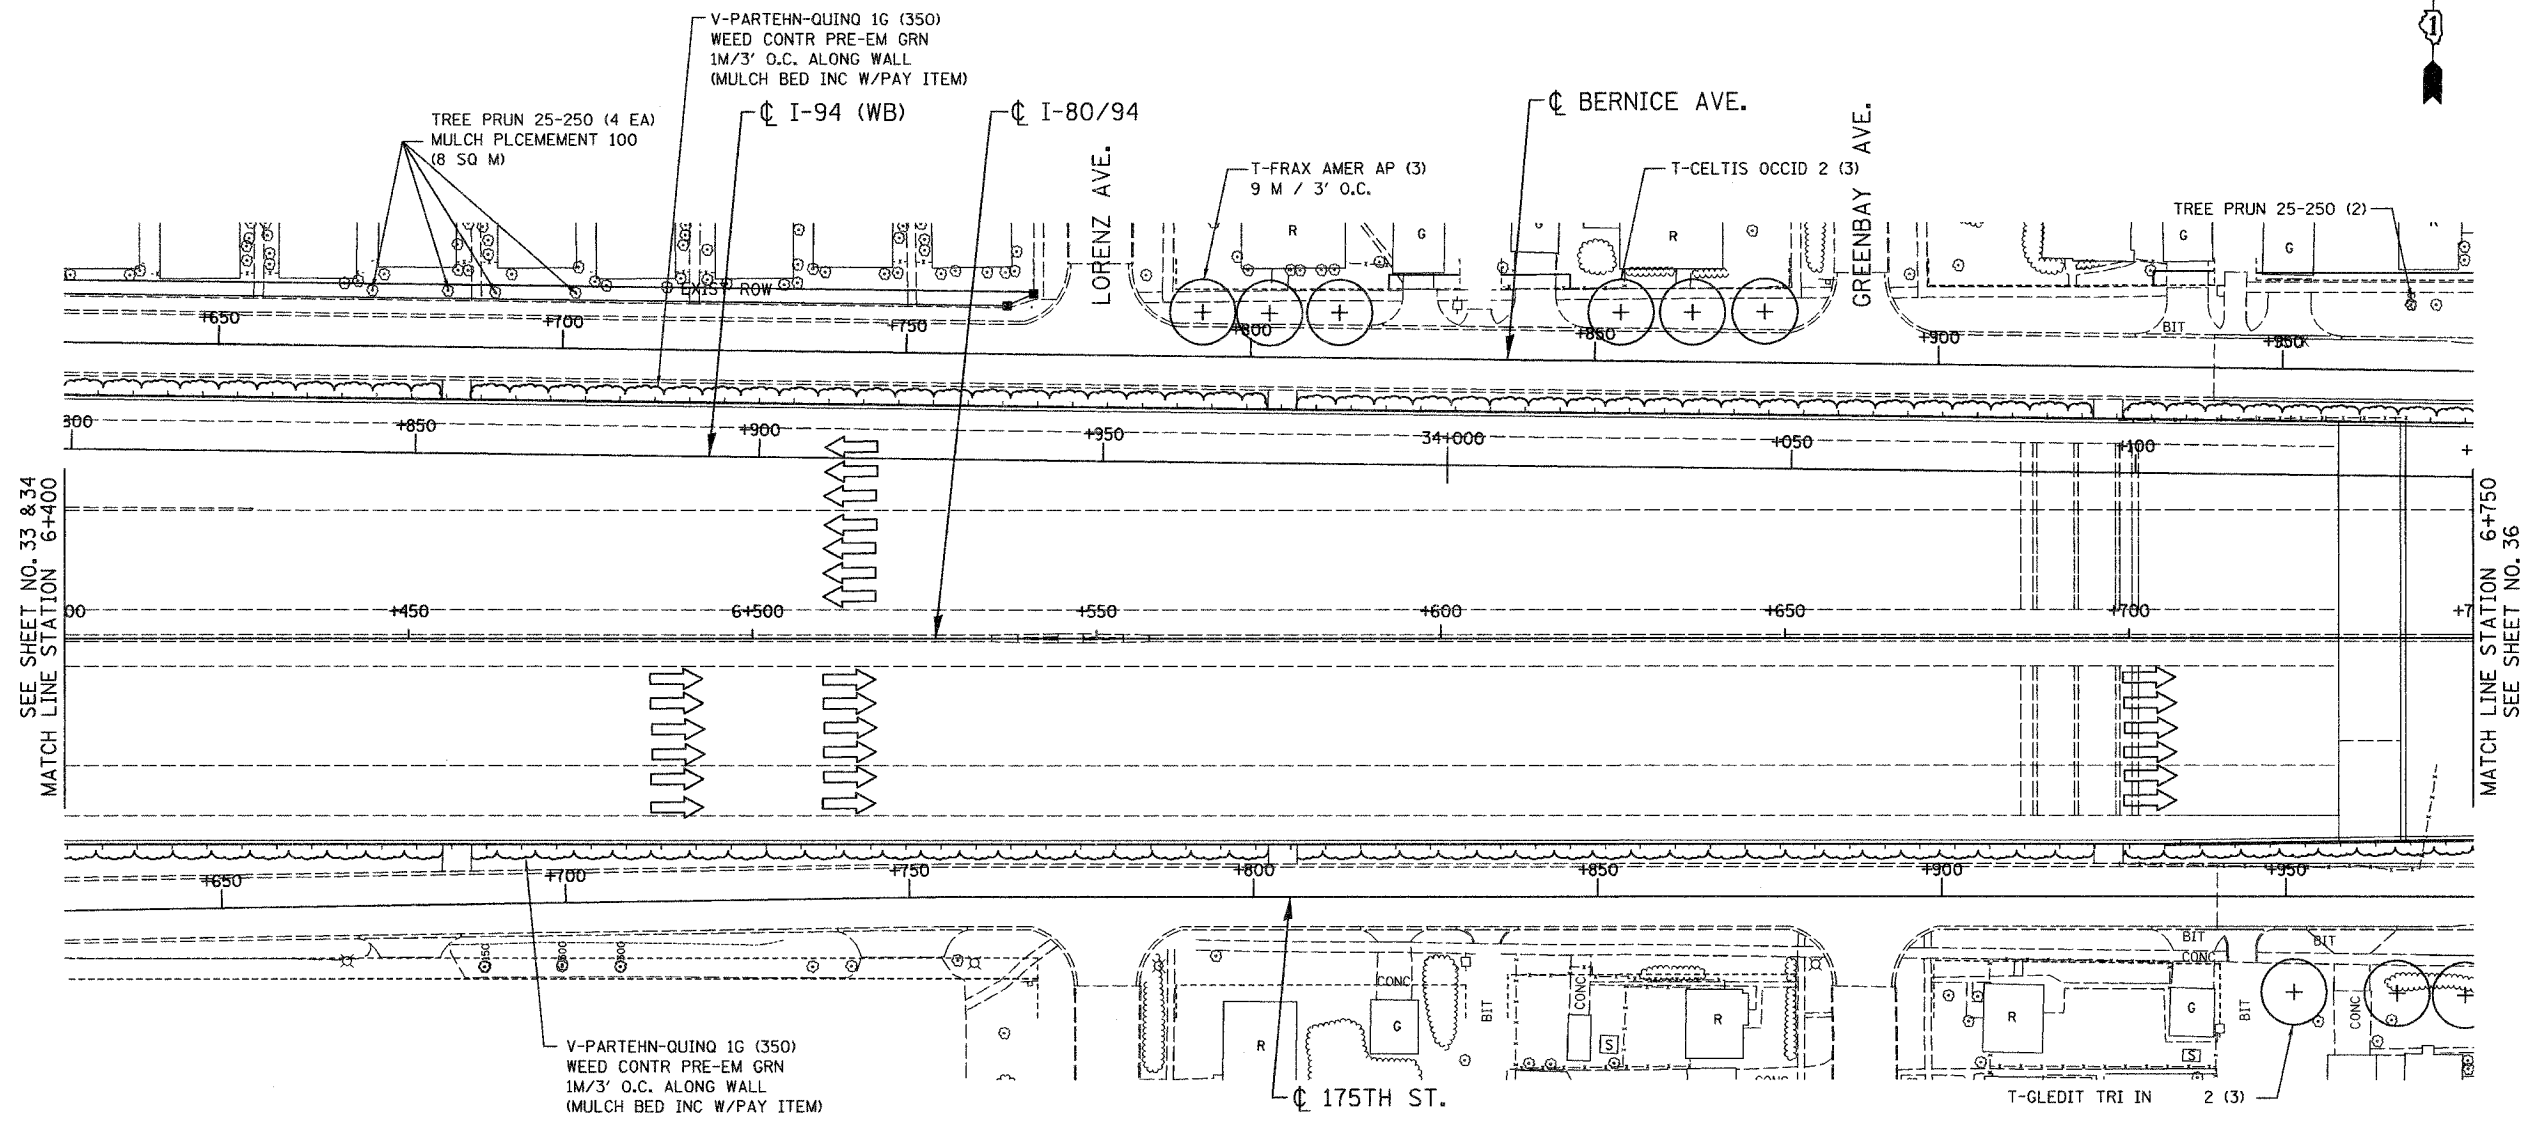 V-PARTEHN-QUINQ 1G (350)
WEED CONTR PRE-EM GRN
1M/3' O.C. ALONG WALL
(MULCH BED INC W/PAY ITEM)
1
TREE PRUN 25-250 (4 EA)
MULCH PLCEMEMENT 100
(8 SQ M)
℄ I-94 (WB)
℄ I-80/94
℄ BERNICE AVE.
LORENZ AVE.
T-FRAX AMER AP (3)
9 M / 3' O.C.
T-CELTIS OCCID 2 (3)
GREENBAY AVE.
TREE PRUN 25-250 (2)
R
G
G
R
G
G
EXIST ROW
BIT
+650
+700
+750
+800
+850
+900
+950
300
+850
+900
+950
34+000
+050
+100
+
SEE SHEET NO. 33 & 34
MATCH LINE STATION 6+400
00
+450
6+500
+550
+600
+650
+700
+7
MATCH LINE STATION 6+750
SEE SHEET NO. 36
+650
+700
+750
+800
+850
+900
+950
CONC
BIT
CONC
BIT
CONC
BIT
BIT
CONC
R
G
S
R
R
G
S
CONC
V-PARTEHN-QUINQ 1G (350)
WEED CONTR PRE-EM GRN
1M/3' O.C. ALONG WALL
(MULCH BED INC W/PAY ITEM)
℄ 175TH ST.
T-GLEDIT TRI IN 2 (3)